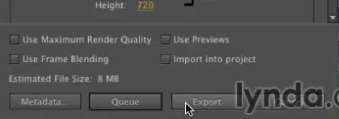 Height: 720
Use Maximum Render Quality Use Previews
Use Frame Blending Import into project
Estimated File Size: 8 MB
Metadata... Queue Export
lynda.c